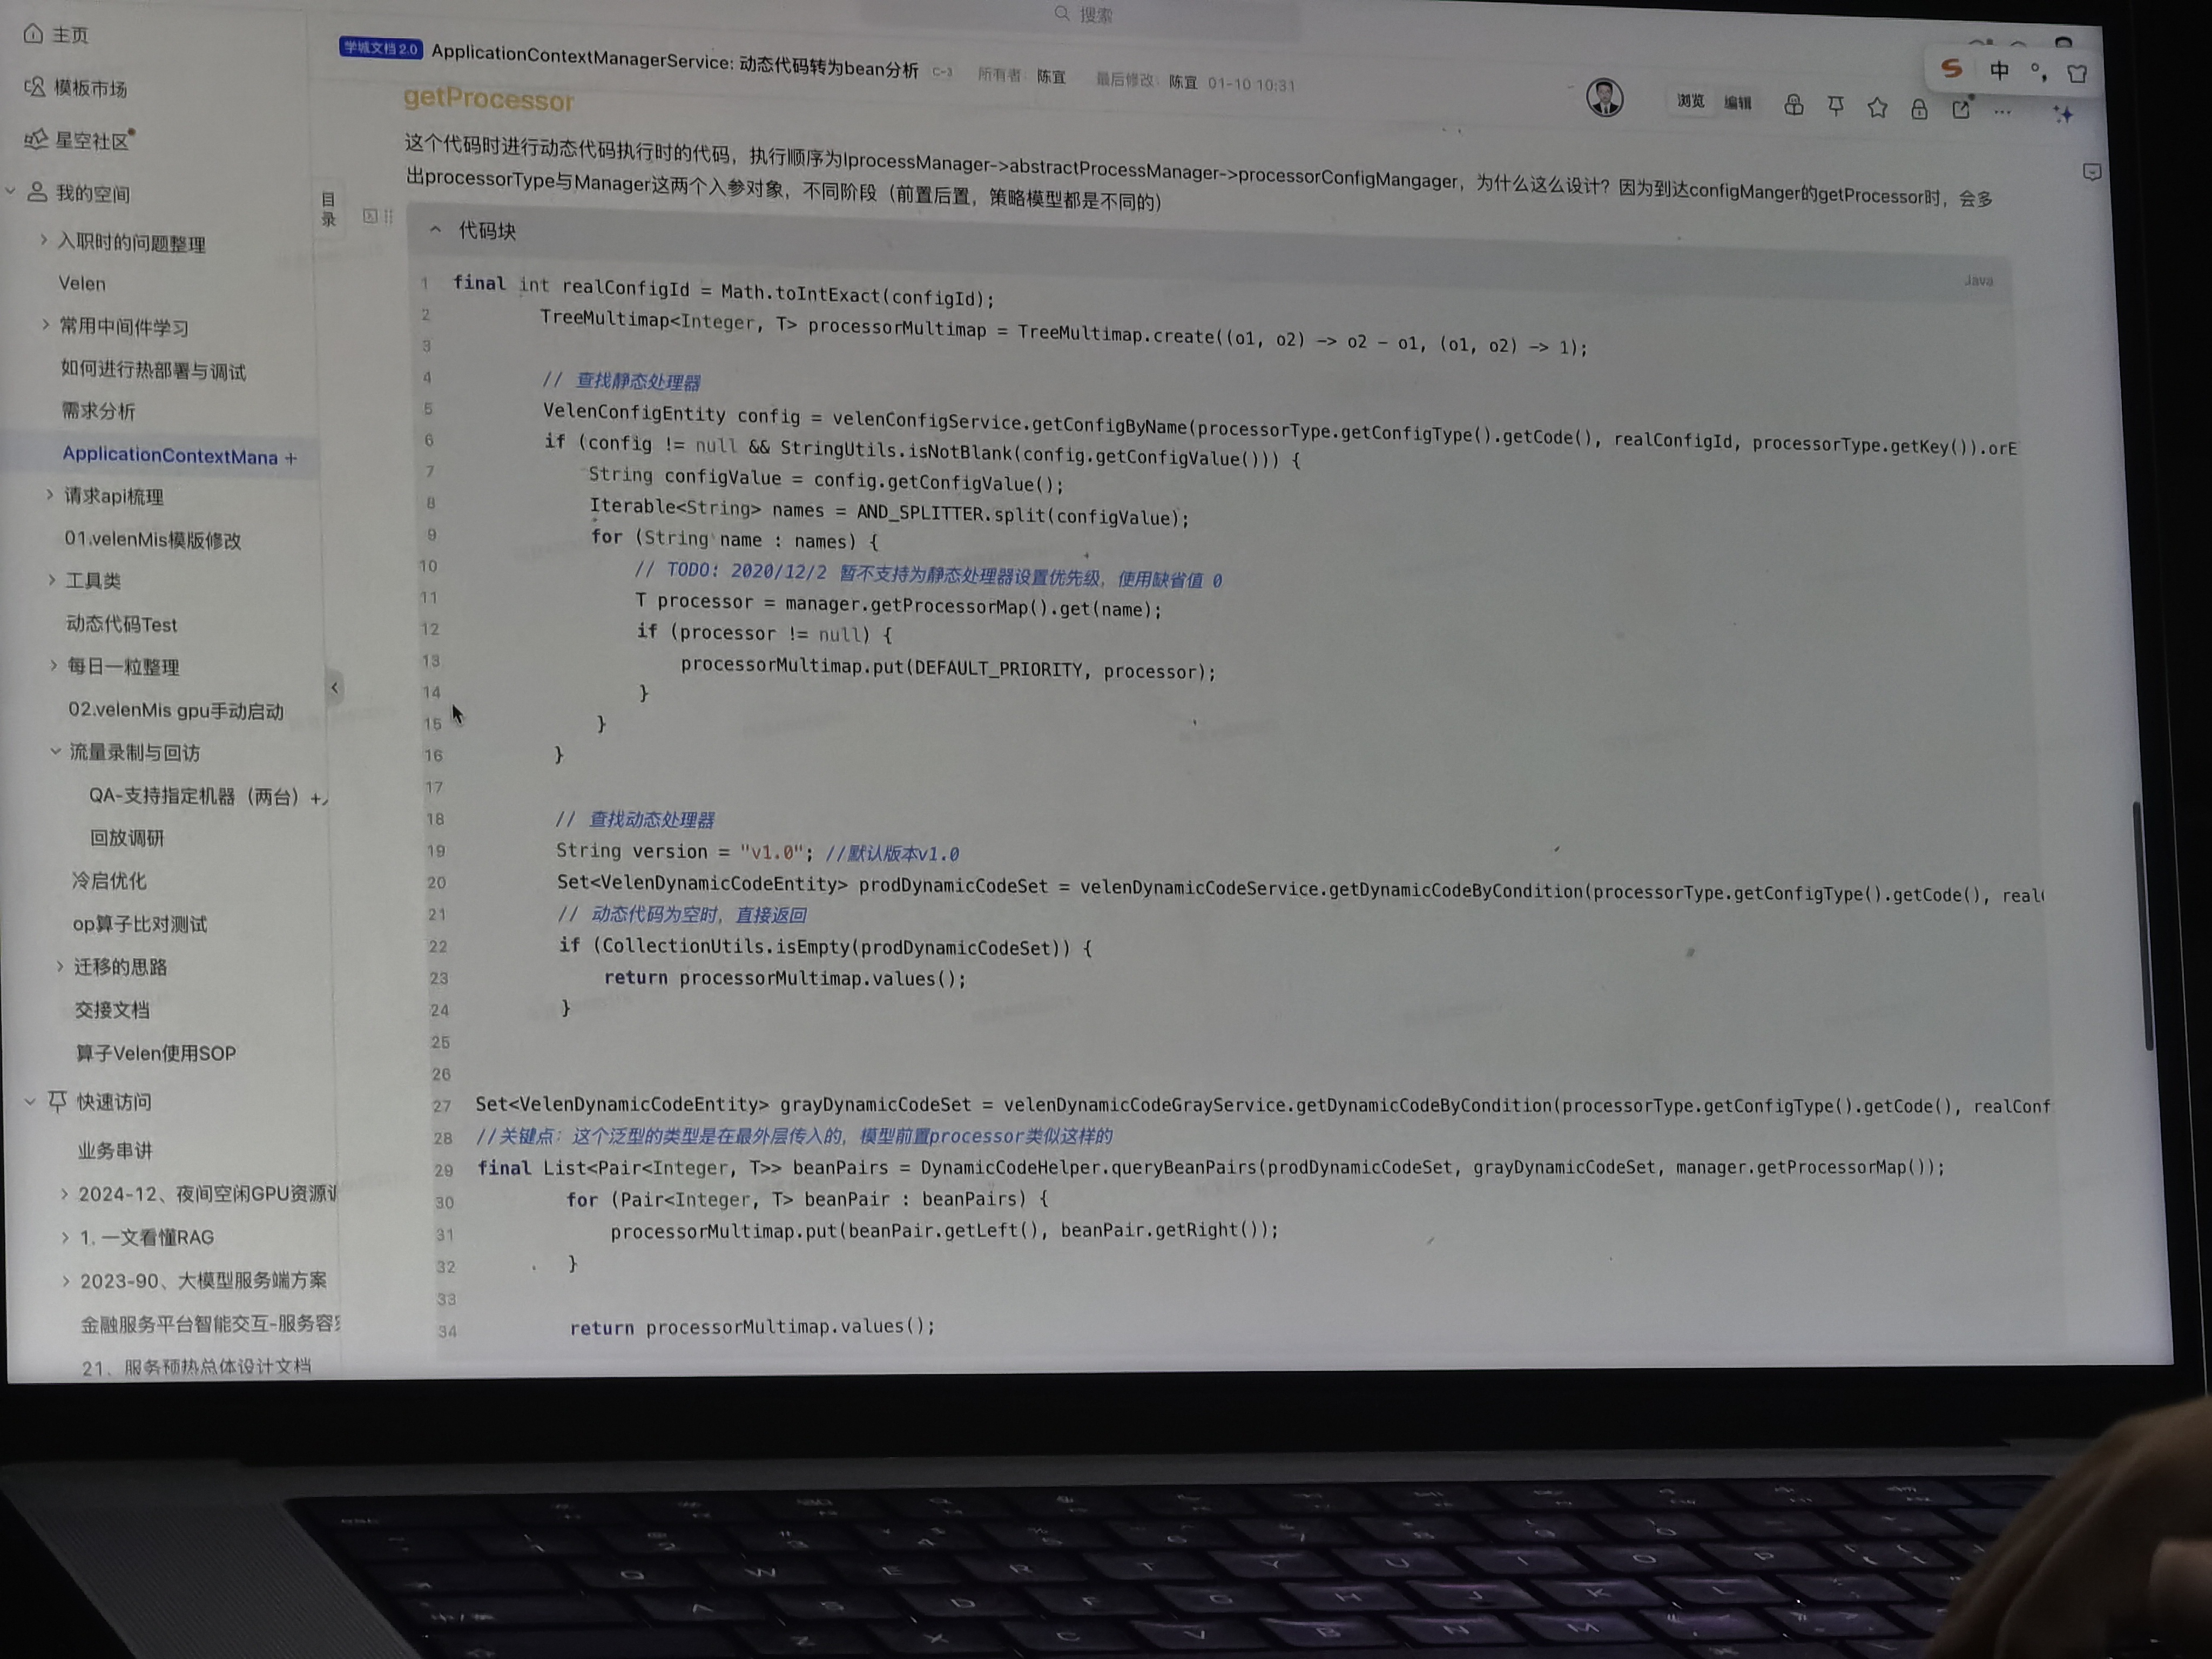 搜索
主页
模板市场
星空社区
我的空间
入职时的问题整理
Velen
常用中间件学习
如何进行热部署与调试
需求分析
ApplicationContextMana +
请求api梳理
01.velenMis模版修改
工具类
动态代码Test
每日一粒整理
02.velenMis gpu手动启动
流量录制与回访
QA-支持指定机器（两台）+
回放调研
冷启优化
op算子比对测试
迁移的思路
交接文档
算子Velen使用SOP
快速访问
业务串讲
2024-12、夜间空闲GPU资源
1. 一文看懂RAG
2023-90、大模型服务端方案
金融服务平台智能交互-服务容
21、服务预热总体设计文档
学城文档2.0 ApplicationContextManagerService: 动态代码转为bean分析 C-3 所有者：陈宜 最后修改：陈宜 01-10 10:31
浏览 编辑 ...
中 °,
目录
getProcessor
这个代码时进行动态代码执行时的代码，执行顺序为IprocessManager->abstractProcessManager->processorConfigMangager，为什么这么设计？因为到达configManger的getProcessor时，会多
出processorType与Manager这两个入参对象，不同阶段（前置后置，策略模型都是不同的）
代码块
Java
1 final int realConfigId = Math.toIntExact(configId);
2 TreeMultimap<Integer, T> processorMultimap = TreeMultimap.create((o1, o2) -> o2 - o1, (o1, o2) -> 1);
3
4 // 查找静态处理器
5 VelenConfigEntity config = velenConfigService.getConfigByName(processorType.getConfigType().getCode(), realConfigId, processorType.getKey()).orE
6 if (config != null && StringUtils.isNotBlank(config.getConfigValue())) {
7 String configValue = config.getConfigValue();
8 Iterable<String> names = AND_SPLITTER.split(configValue);
9 for (String name : names) {
10 // TODO: 2020/12/2 暂不支持为静态处理器设置优先级，使用缺省值 0
11 T processor = manager.getProcessorMap().get(name);
12 if (processor != null) {
13 processorMultimap.put(DEFAULT_PRIORITY, processor);
14 }
15 }
16 }
17
18 // 查找动态处理器
19 String version = "v1.0"; //默认版本v1.0
20 Set<VelenDynamicCodeEntity> prodDynamicCodeSet = velenDynamicCodeService.getDynamicCodeByCondition(processorType.getConfigType().getCode(), real
21 // 动态代码为空时，直接返回
22 if (CollectionUtils.isEmpty(prodDynamicCodeSet)) {
23 return processorMultimap.values();
24 }
25
26
27 Set<VelenDynamicCodeEntity> grayDynamicCodeSet = velenDynamicCodeGrayService.getDynamicCodeByCondition(processorType.getConfigType().getCode(), realConf
28 //关键点：这个泛型的类型是在最外层传入的，模型前置processor类似这样的
29 final List<Pair<Integer, T>> beanPairs = DynamicCodeHelper.queryBeanPairs(prodDynamicCodeSet, grayDynamicCodeSet, manager.getProcessorMap());
30 for (Pair<Integer, T> beanPair : beanPairs) {
31 processorMultimap.put(beanPair.getLeft(), beanPair.getRight());
32 }
33
34 return processorMultimap.values();
Q W E R T Y U I O P
A S D F G H J K L
Z X C V B N M